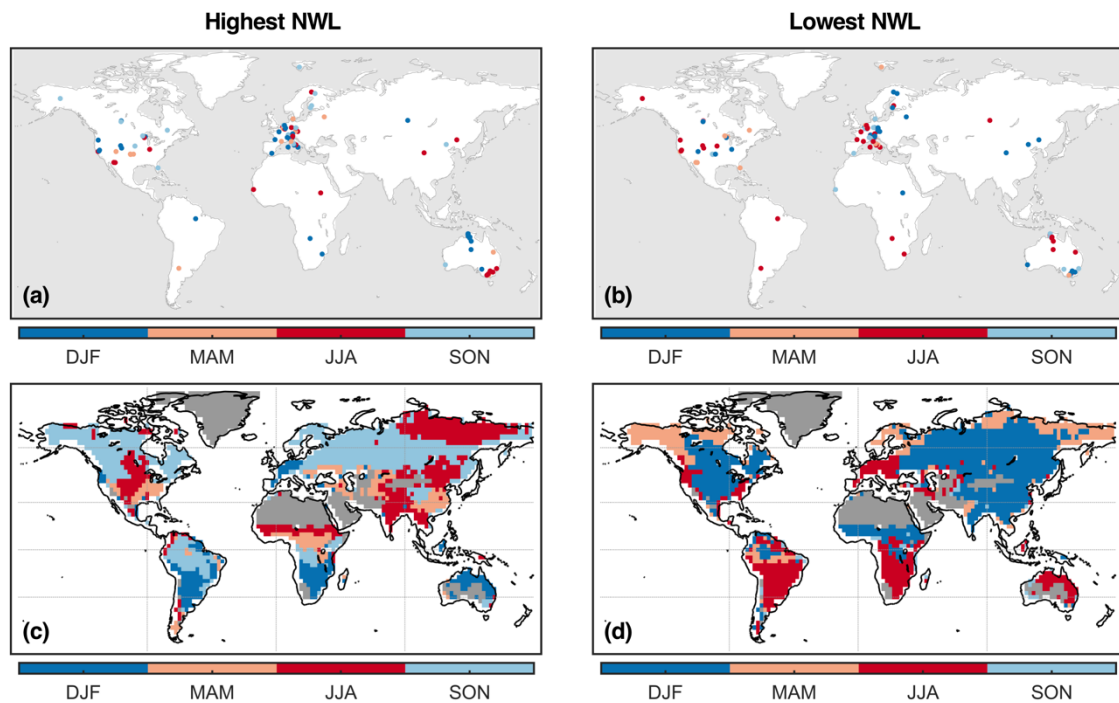 Highest NWL
Lowest NWL
(a)
(b)
DJF MAM JJA SON
DJF MAM JJA SON
(c)
(d)
DJF MAM JJA SON
DJF MAM JJA SON